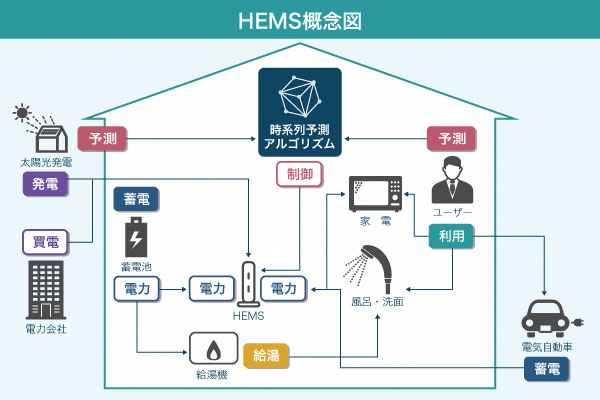 HEMS概念図
時系列予測
アルゴリズム
予測
予測
太陽光発電
発電
制御
蓄電
家 電
ユーザー
利用
買電
蓄電池
電力
電力
電力
HEMS
風呂・洗面
電力会社
給湯機
給湯
電気自動車
蓄電